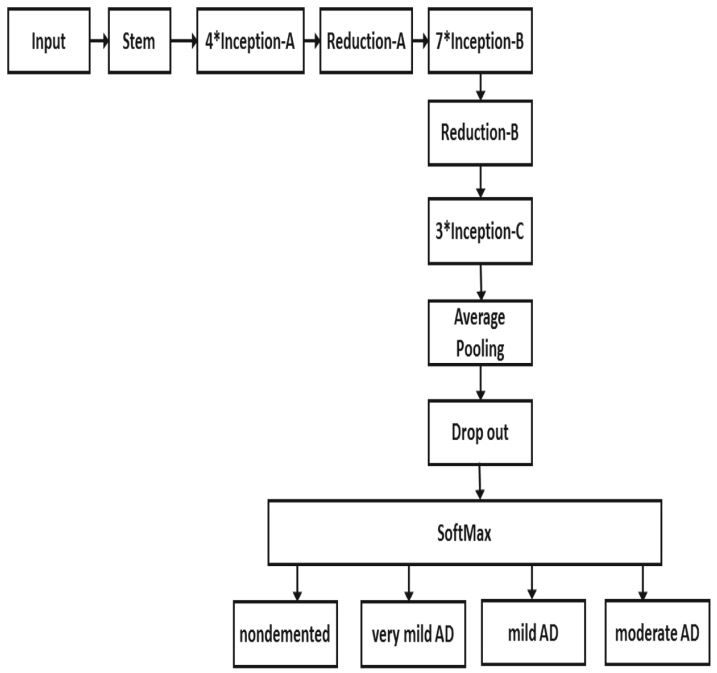 Input
Stem
4*Inception-A
Reduction-A
7*Inception-B
Reduction-B
3*Inception-C
Average
Pooling
Drop out
SoftMax
nondemented
very mild AD
mild AD
moderate AD